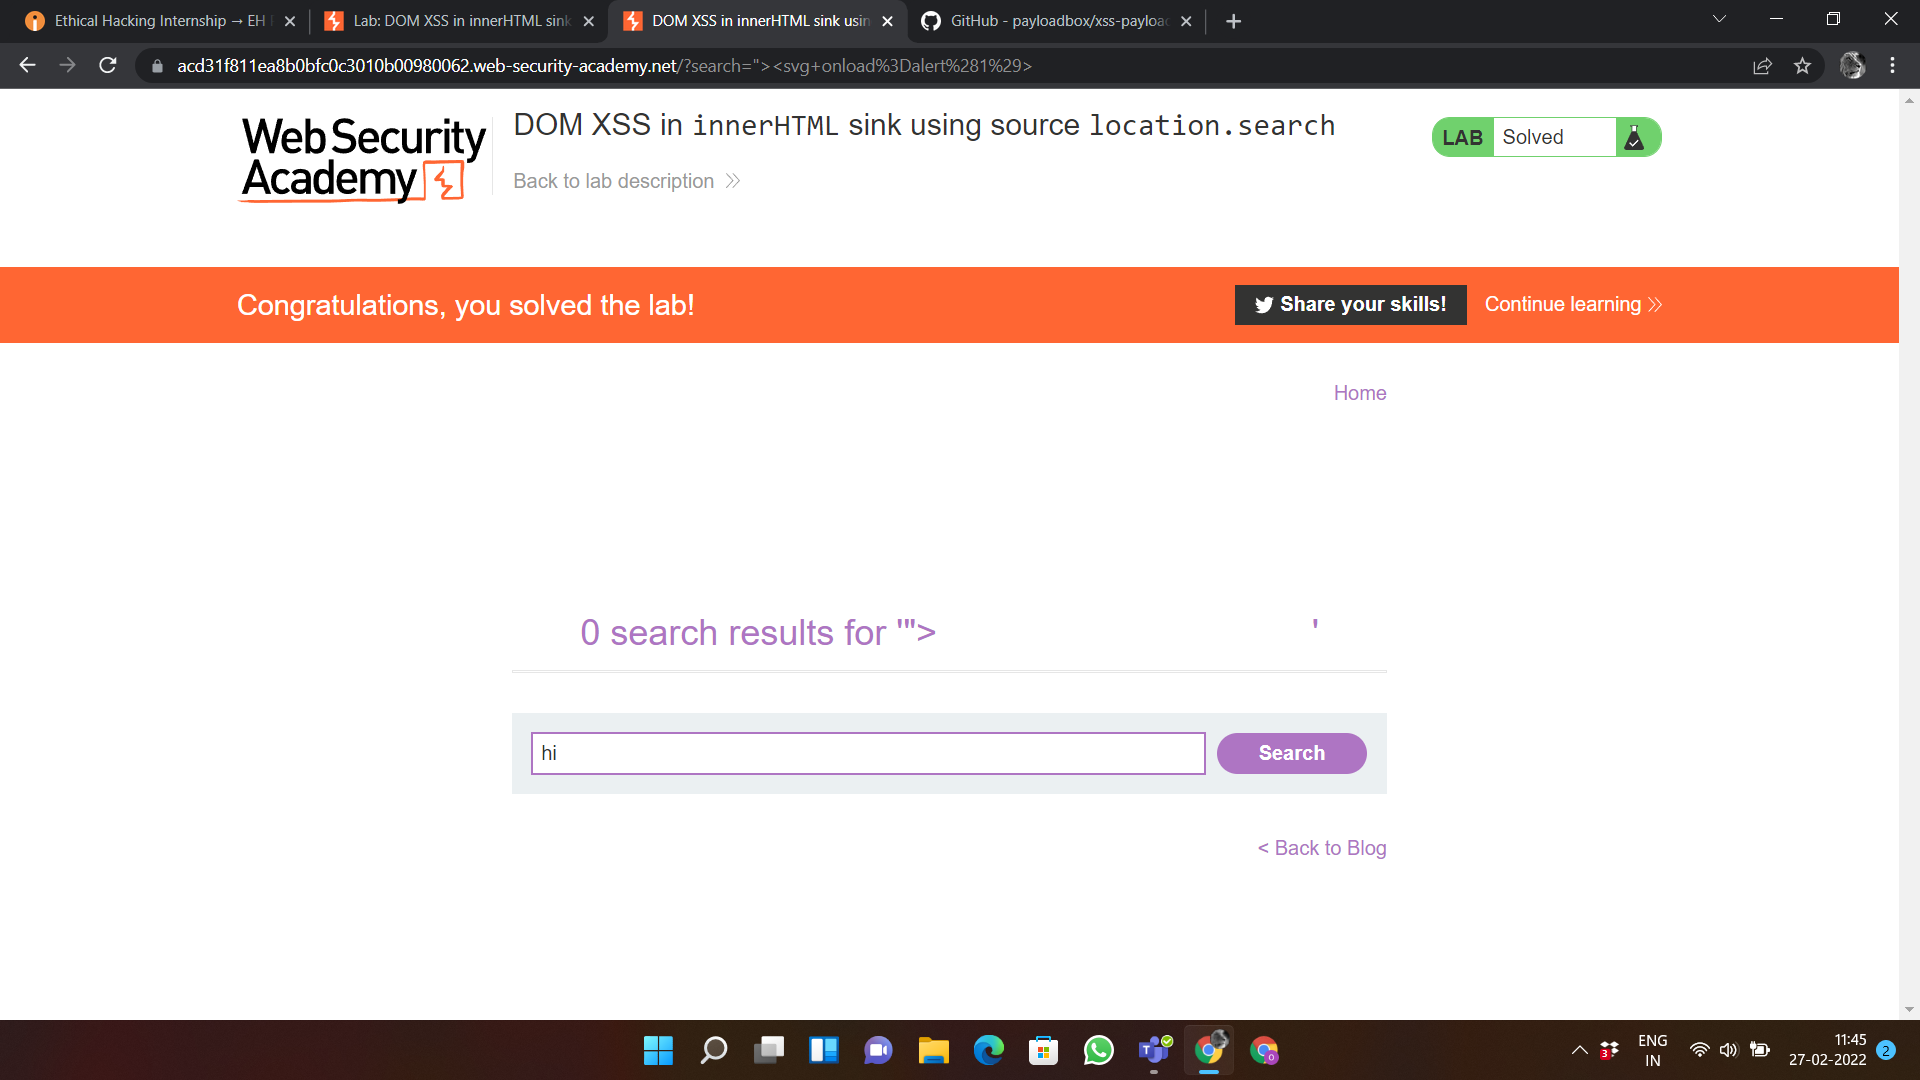 Ethical Hacking Internship → EH
Lab: DOM XSS in innerHTML sink
DOM XSS in innerHTML sink usin
GitHub - payloadbox/xss-payload
acd31f811ea8b0bfc0c3010b00980062.web-security-academy.net/?search="><svg+onload%3Dalert%281%29>
Web Security
Academy
DOM XSS in innerHTML sink using source location.search
Back to lab description
LAB Solved
Congratulations, you solved the lab!
Share your skills!
Continue learning
Home
0 search results for '"> '
hi
Search
< Back to Blog
3
ENG
IN
11:45
27-02-2022
2